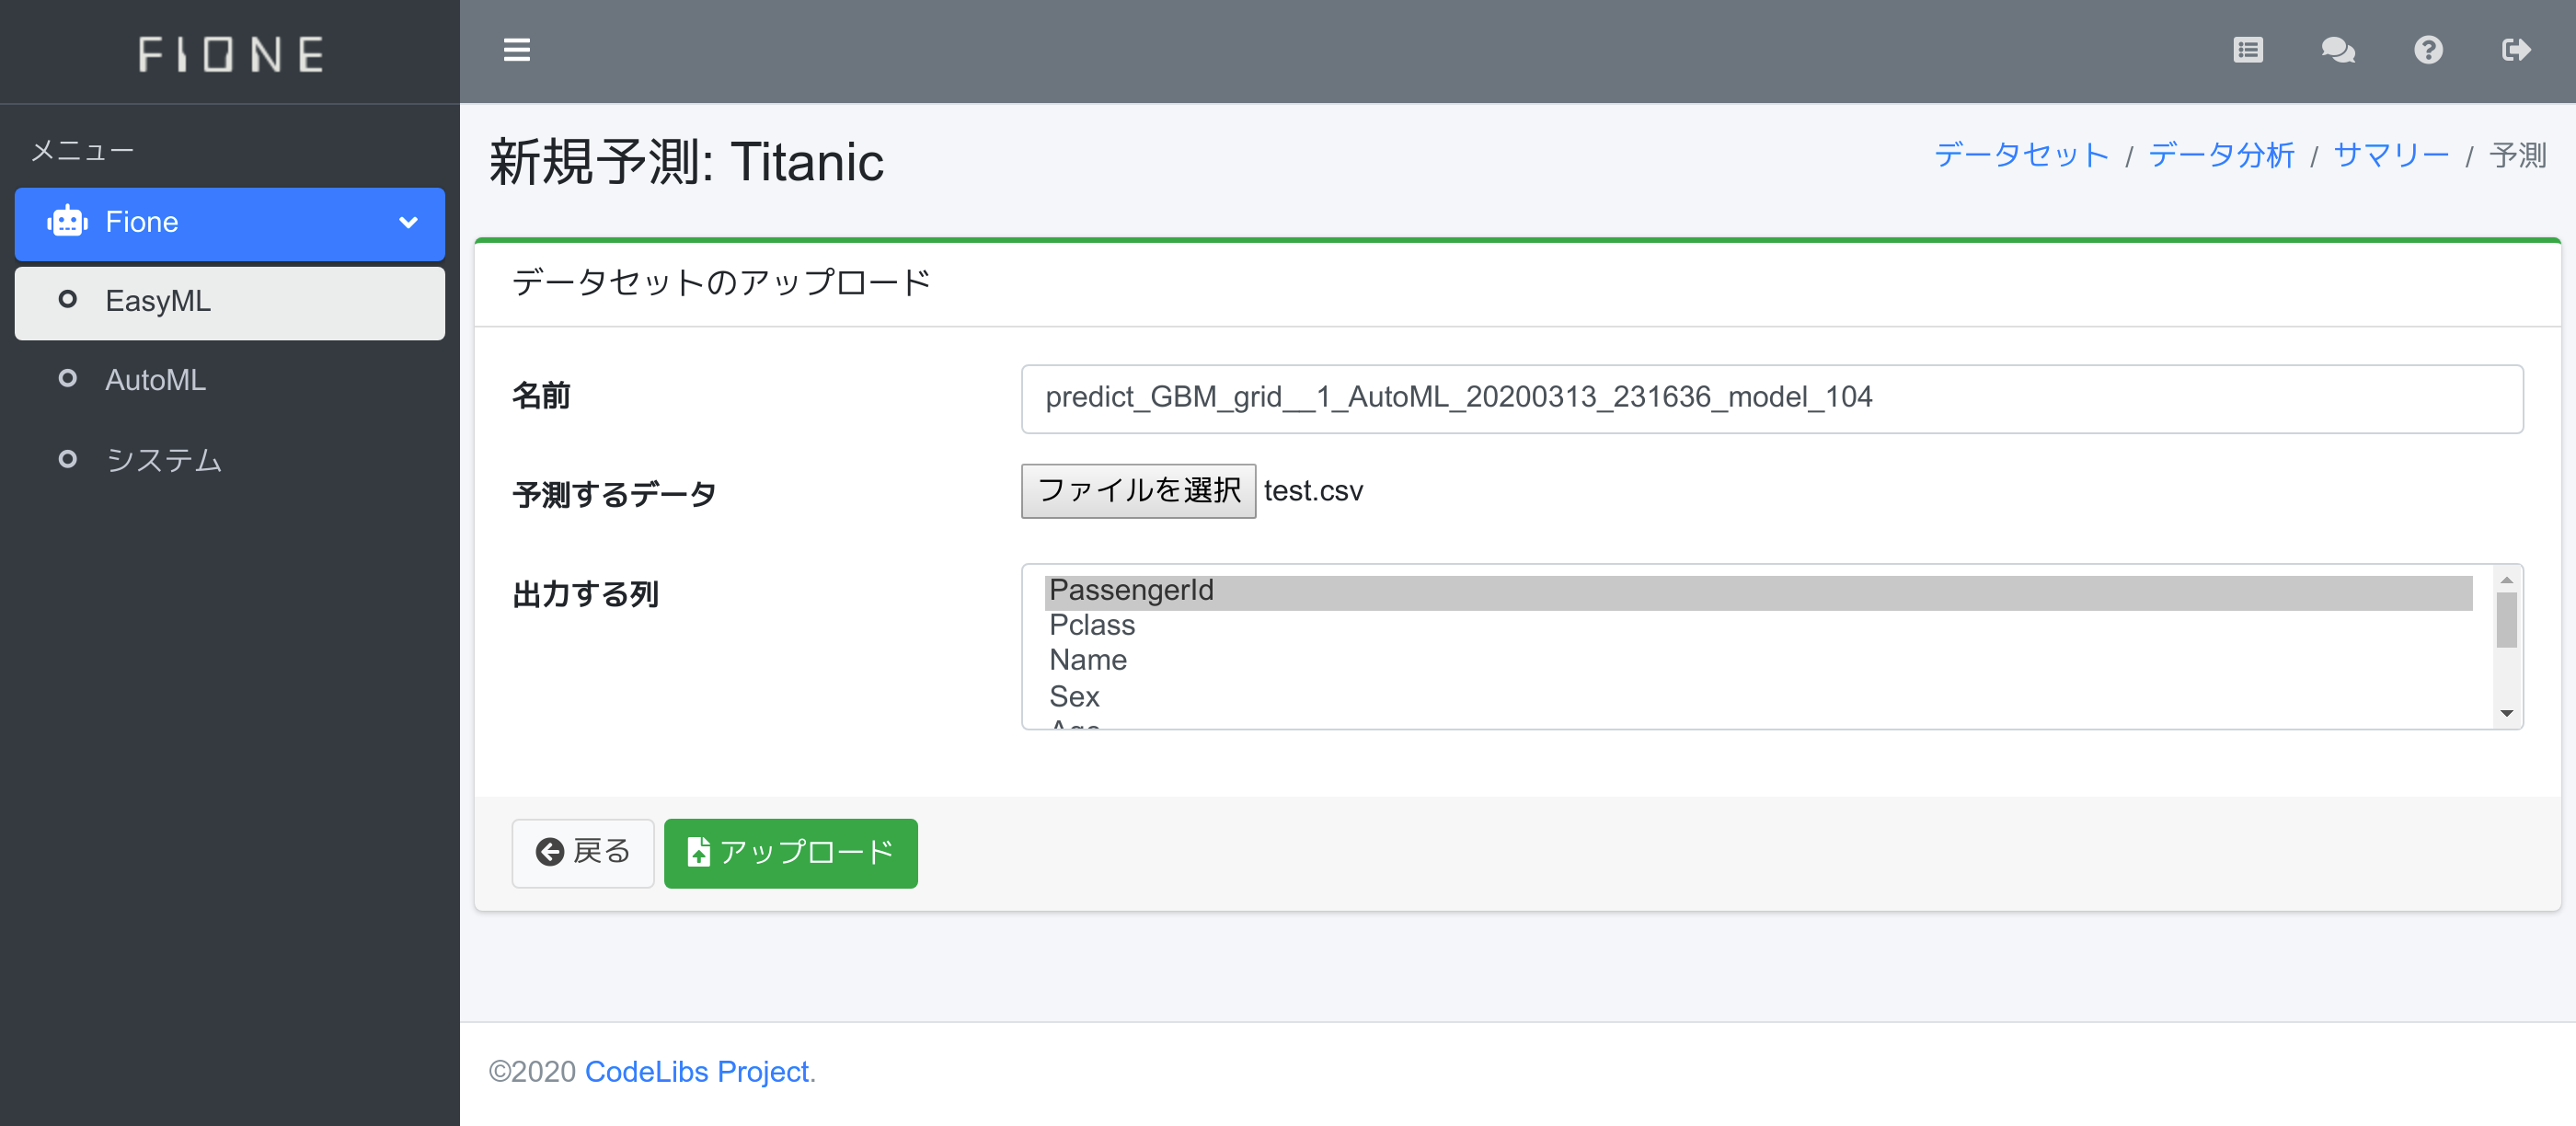 FIONE
メニュー
Fione
EasyML
AutoML
システム
新規予測: Titanic
データセット / データ分析 / サマリー / 予測
データセットのアップロード
名前
predict_GBM_grid__1_AutoML_20200313_231636_model_104
予測するデータ
ファイルを選択 test.csv
出力する列
PassengerId
Pclass
Name
Sex
Age
戻る
アップロード
©2020 CodeLibs Project.